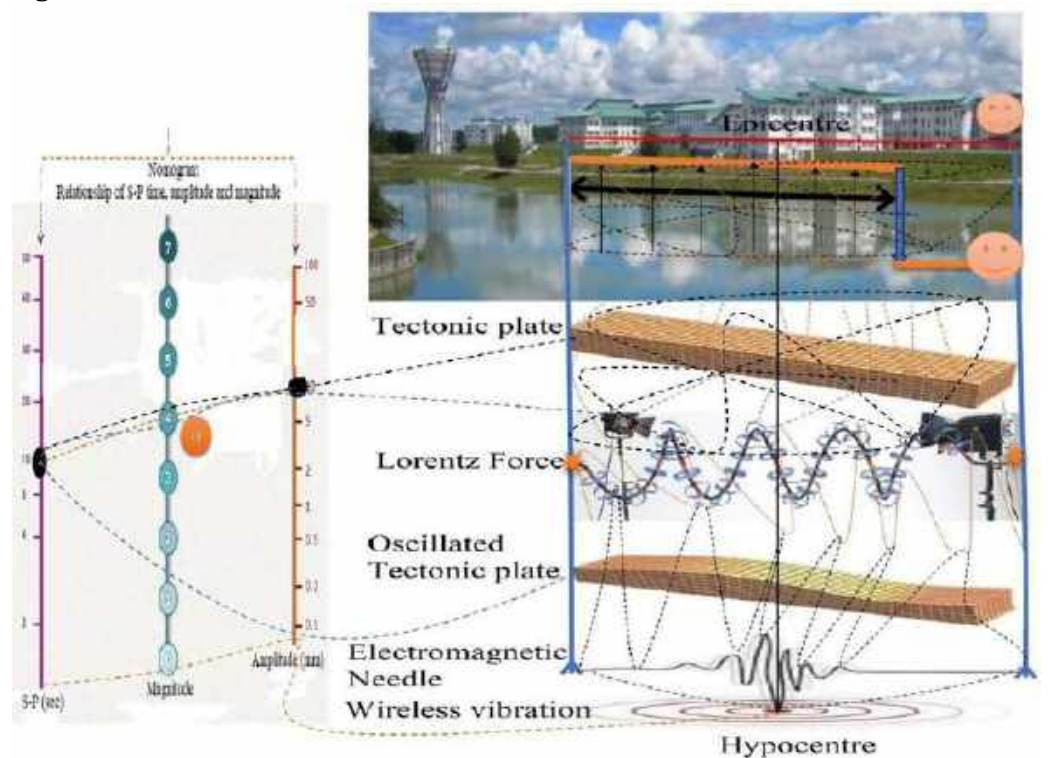 Nomogram
Relationship of S-P time, amplitude and magnitude
7
6
5
4
3
100
50
5
2
1
0.5
0.2
0.1
Amplitude (mm)
Magnitude
S-P (sec)
Epicentre
Tectonic plate
Lorentz Force
Oscillated
Tectonic plate
Electromagnetic
Needle
Wireless vibration
Hypocentre